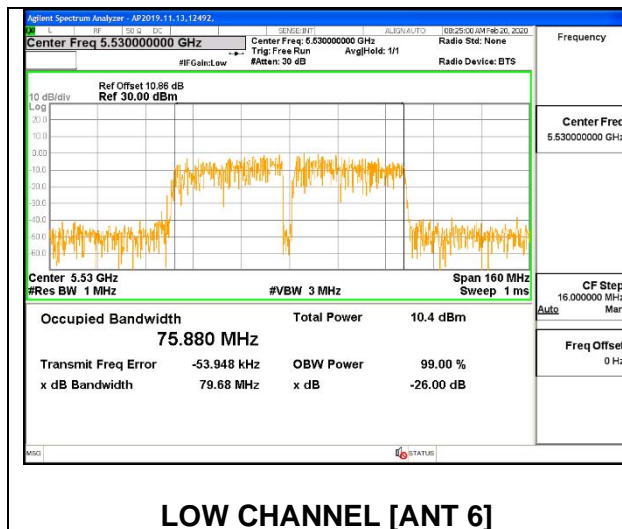 Agilent Spectrum Analyzer - AP2019.11.13,12492,
L RF 50 Ω DC SENSE:INT ALIGN AUTO 08:25:00 AM Feb 20, 2020
Center Freq 5.530000000 GHz
Center Freq: 5.530000000 GHz
Radio Std: None
Trig: Free Run Avg|Hold: 1/1
#IFGain:Low #Atten: 30 dB Radio Device: BTS
Frequency
Ref Offset 10.86 dB
10 dB/div Ref 30.00 dBm
Log
20.0
10.0
0.00
-10.0
-20.0
-30.0
-40.0
-50.0
-60.0
Center Freq
5.530000000 GHz
Center 5.53 GHz Span 160 MHz
#Res BW 1 MHz #VBW 3 MHz Sweep 1 ms
CF Step
16.000000 MHz
Auto Man
Occupied Bandwidth Total Power 10.4 dBm
75.880 MHz
Transmit Freq Error -53.948 kHz OBW Power 99.00 %
x dB Bandwidth 79.68 MHz x dB -26.00 dB
Freq Offset
0 Hz
MSG STATUS
LOW CHANNEL [ANT 6]